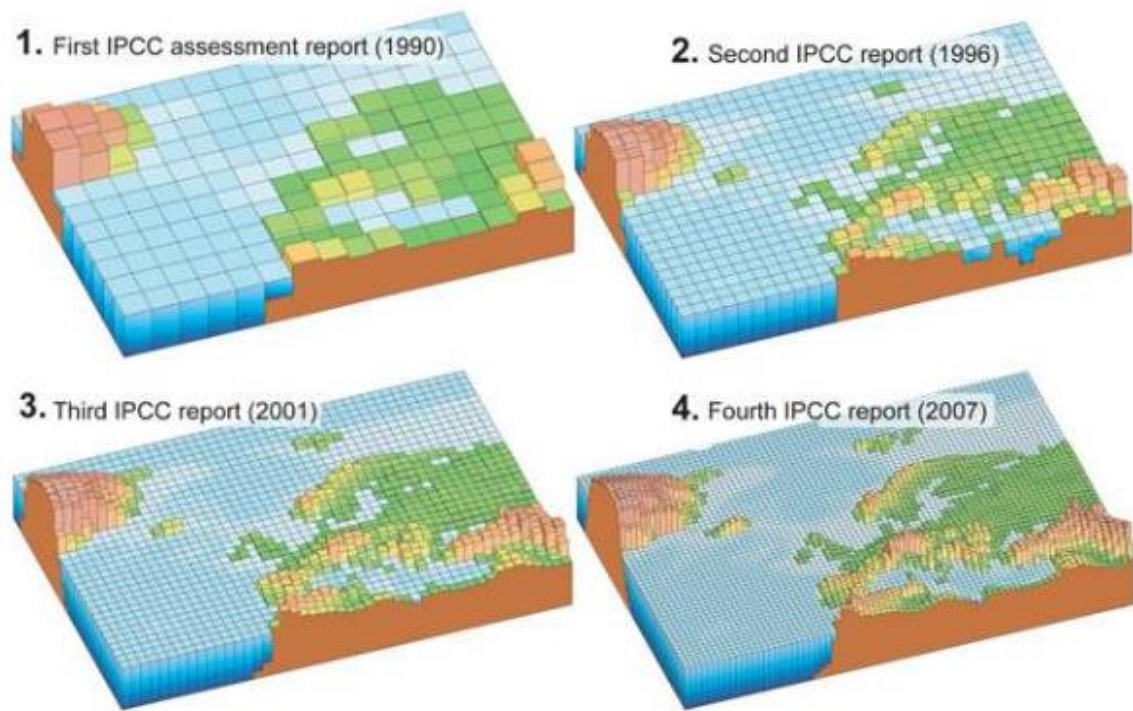 1. First IPCC assessment report (1990)
2. Second IPCC report (1996)
3. Third IPCC report (2001)
4. Fourth IPCC report (2007)